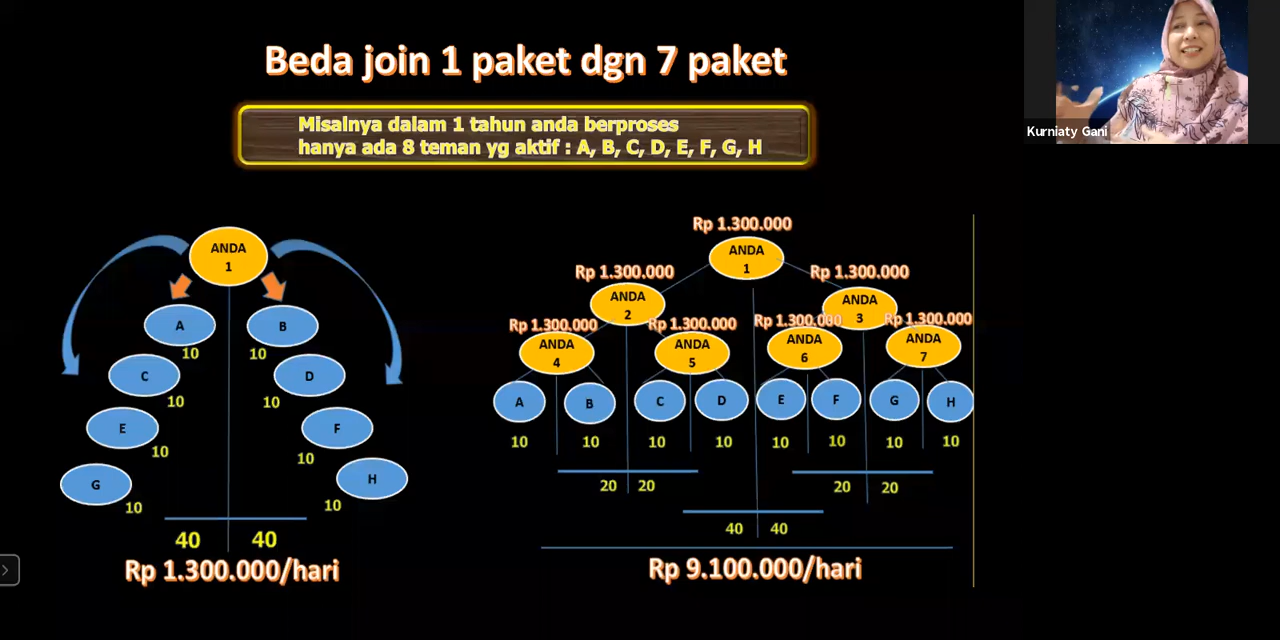 Beda join 1 paket dgn 7 paket
Misalnya dalam 1 tahun anda berproses
hanya ada 8 teman yg aktif : A, B, C, D, E, F, G, H
Kurniaty Gani
ANDA
1
A
B
10
10
C
D
10
10
E
F
10
10
G
H
10
10
40
40
Rp 1.300.000/hari
Rp 1.300.000
ANDA
1
Rp 1.300.000
Rp 1.300.000
ANDA
2
ANDA
3
Rp 1.300.000
Rp 1.300.000
Rp 1.300.000
Rp 1.300.000
ANDA
4
ANDA
5
ANDA
6
ANDA
7
A
B
C
D
E
F
G
H
10
10
10
10
10
10
10
10
20
20
20
20
40
40
Rp 9.100.000/hari